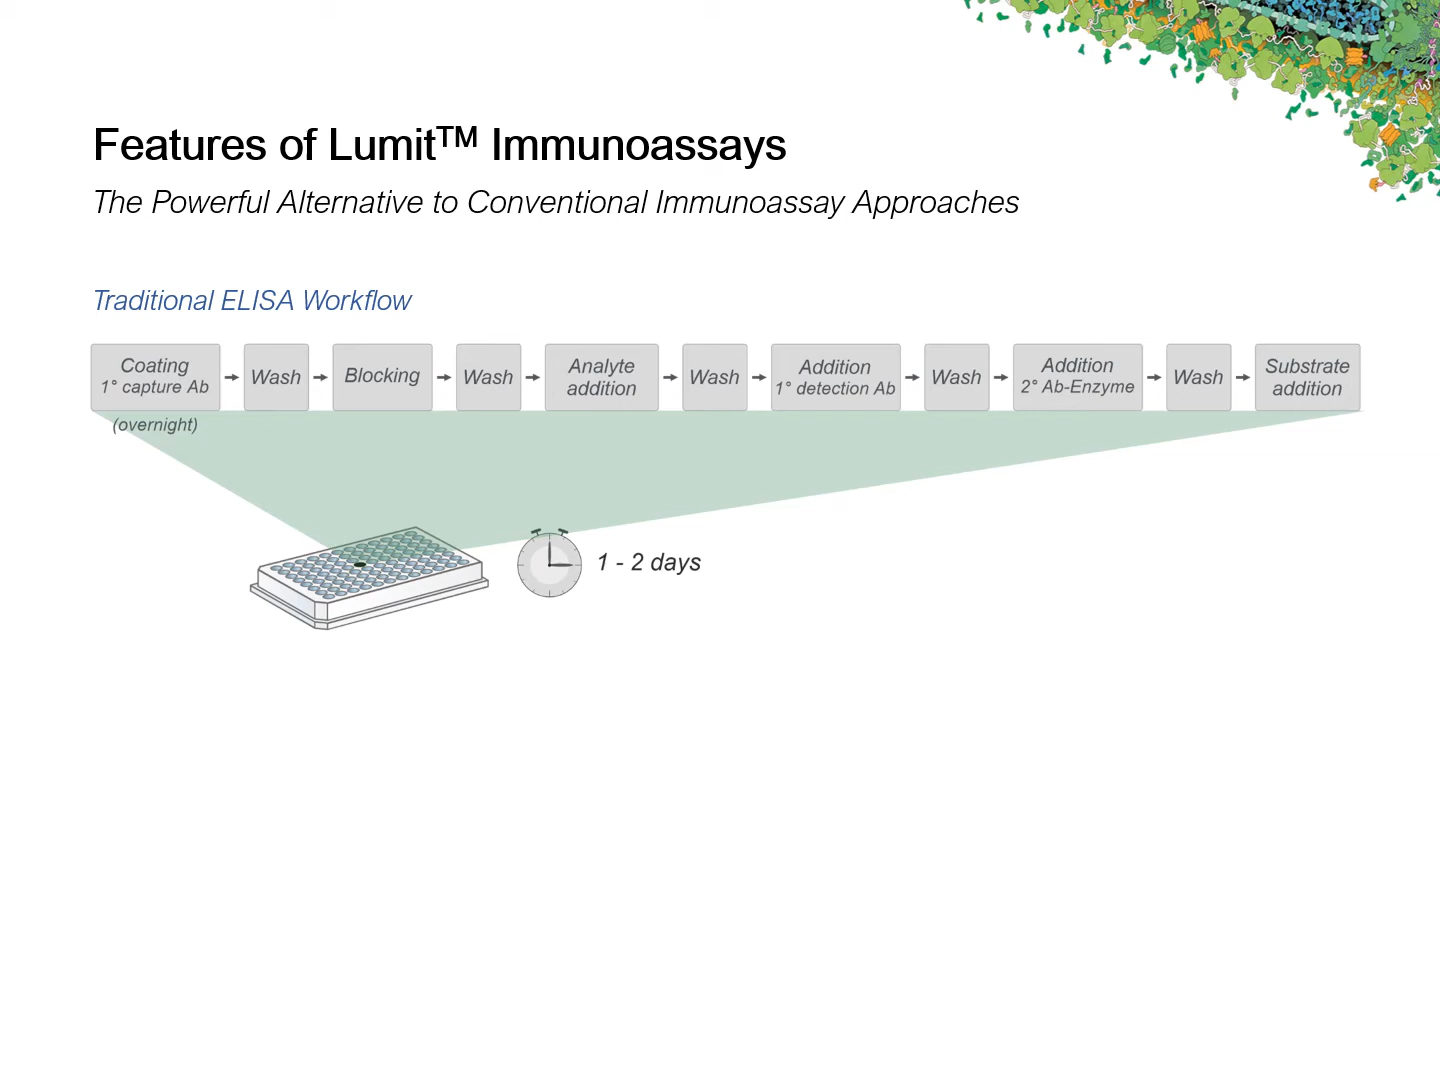 Features of Lumit™ Immunoassays
The Powerful Alternative to Conventional Immunoassay Approaches
Traditional ELISA Workflow
Coating
1° capture Ab
(overnight)
Wash
Blocking
Wash
Analyte
addition
Wash
Addition
1° detection Ab
Wash
Addition
2° Ab-Enzyme
Wash
Substrate
addition
1 - 2 days